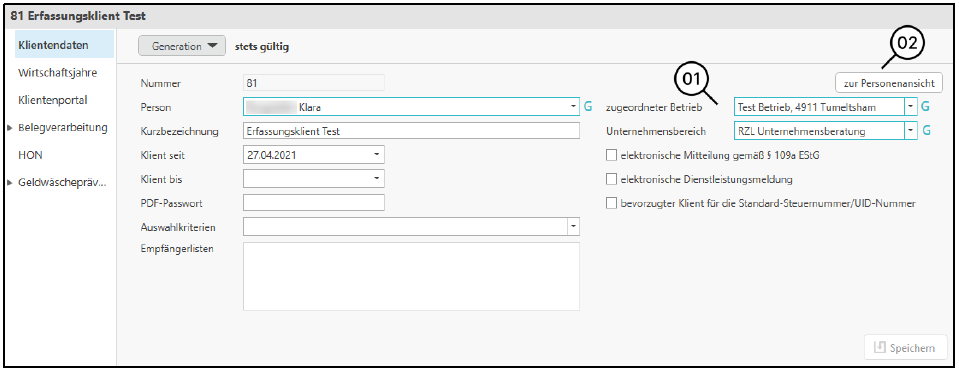 81 Erfassungsklient Test
Klientendaten
Wirtschaftsjahre
Klientenportal
Belegverarbeitung
HON
Geldwäschepräv...
Generation
stets gültig
02
01
zur Personenansicht
Nummer 81
Person Klara G
Kurzbezeichnung Erfassungsklient Test
Klient seit 27.04.2021
Klient bis
PDF-Passwort
Auswahlkriterien
Empfängerlisten
zugeordneter Betrieb Test Betrieb, 4911 Tumeltsham G
Unternehmensbereich RZL Unternehmensberatung G
elektronische Mitteilung gemäß § 109a EStG
elektronische Dienstleistungsmeldung
bevorzugter Klient für die Standard-Steuernummer/UID-Nummer
Speichern